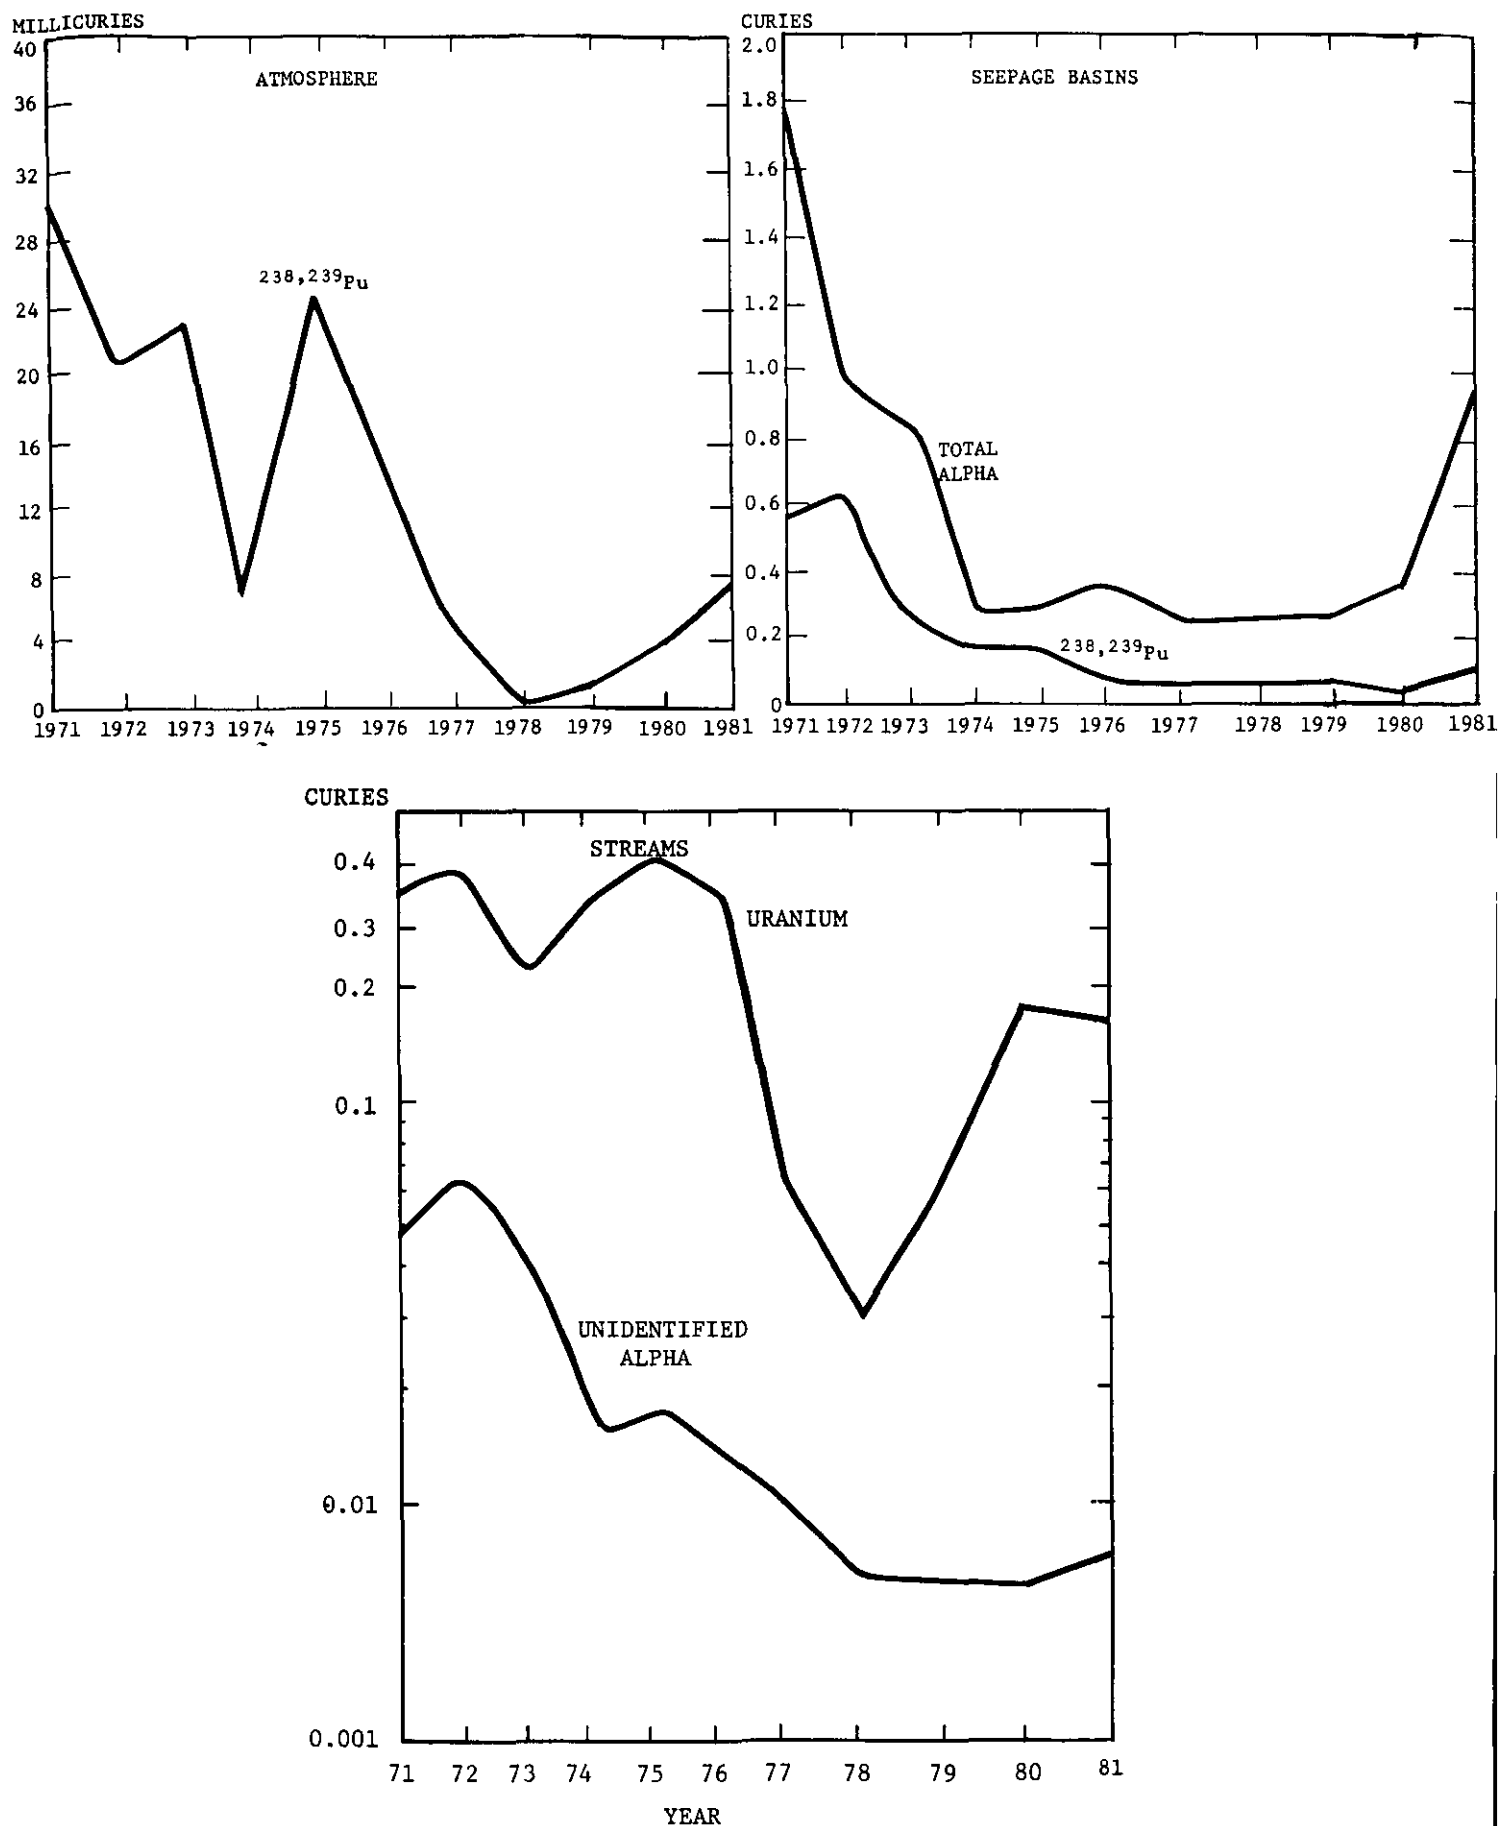 MILLICURIES
40
ATMOSPHERE
36
32
28
238,239Pu
24
20
16
12
8
4
0
1971 1972 1973 1974 1975 1976 1977 1978 1979 1980 1981
CURIES
2.0
SEEPAGE BASINS
1.8
1.6
1.4
1.2
1.0
0.8
TOTAL
ALPHA
0.6
0.4
0.2
238,239Pu
0
1971 1972 1973 1974 1975 1976 1977 1978 1979 1980 1981
CURIES
STREAMS
0.4
URANIUM
0.3
0.2
0.1
UNIDENTIFIED
ALPHA
0.01
0.001
71 72 73 74 75 76 77 78 79 80 81
YEAR